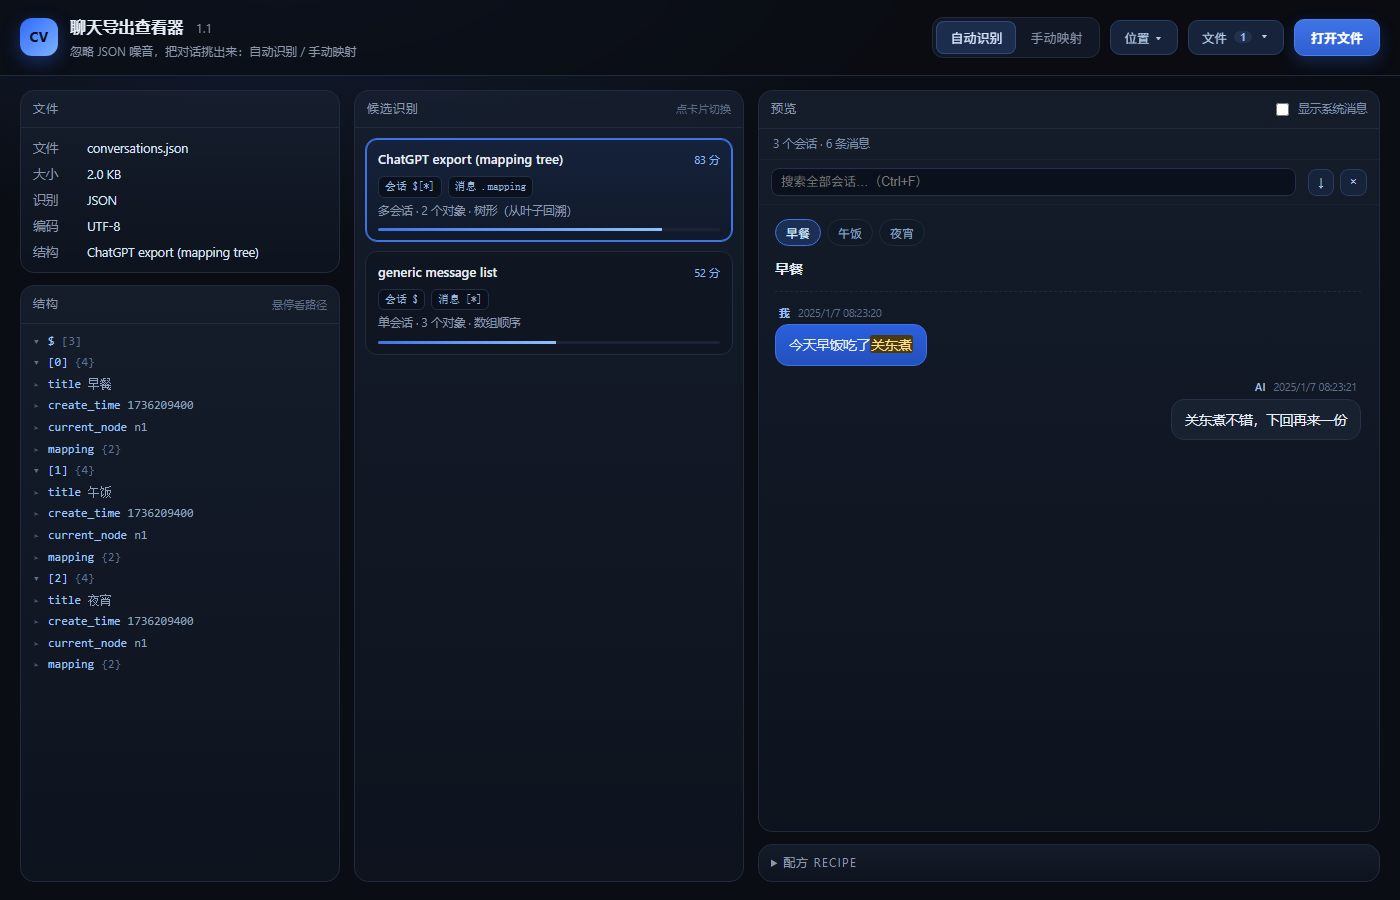 CV
聊天导出查看器 1.1
忽略 JSON 噪音，把对话挑出来：自动识别 / 手动映射
自动识别
手动映射
位置
文件 1
打开文件
文件
文件 conversations.json
大小 2.0 KB
识别 JSON
编码 UTF-8
结构 ChatGPT export (mapping tree)
结构 悬停看路径
$ [3]
[0] {4}
title 早餐
create_time 1736209400
current_node n1
mapping {2}
[1] {4}
title 午饭
create_time 1736209400
current_node n1
mapping {2}
[2] {4}
title 夜宵
create_time 1736209400
current_node n1
mapping {2}
候选识别 点卡片切换
ChatGPT export (mapping tree) 83 分
会话 $[*] 消息 .mapping
多会话 · 2 个对象 · 树形（从叶子回溯）
generic message list 52 分
会话 $ 消息 [*]
单会话 · 3 个对象 · 数组顺序
预览 显示系统消息
3 个会话 · 6 条消息
搜索全部会话…（Ctrl+F）
早餐 午饭 夜宵
早餐
我 2025/1/7 08:23:20
今天早饭吃了关东煮
AI 2025/1/7 08:23:21
关东煮不错，下回再来一份
配方 RECIPE